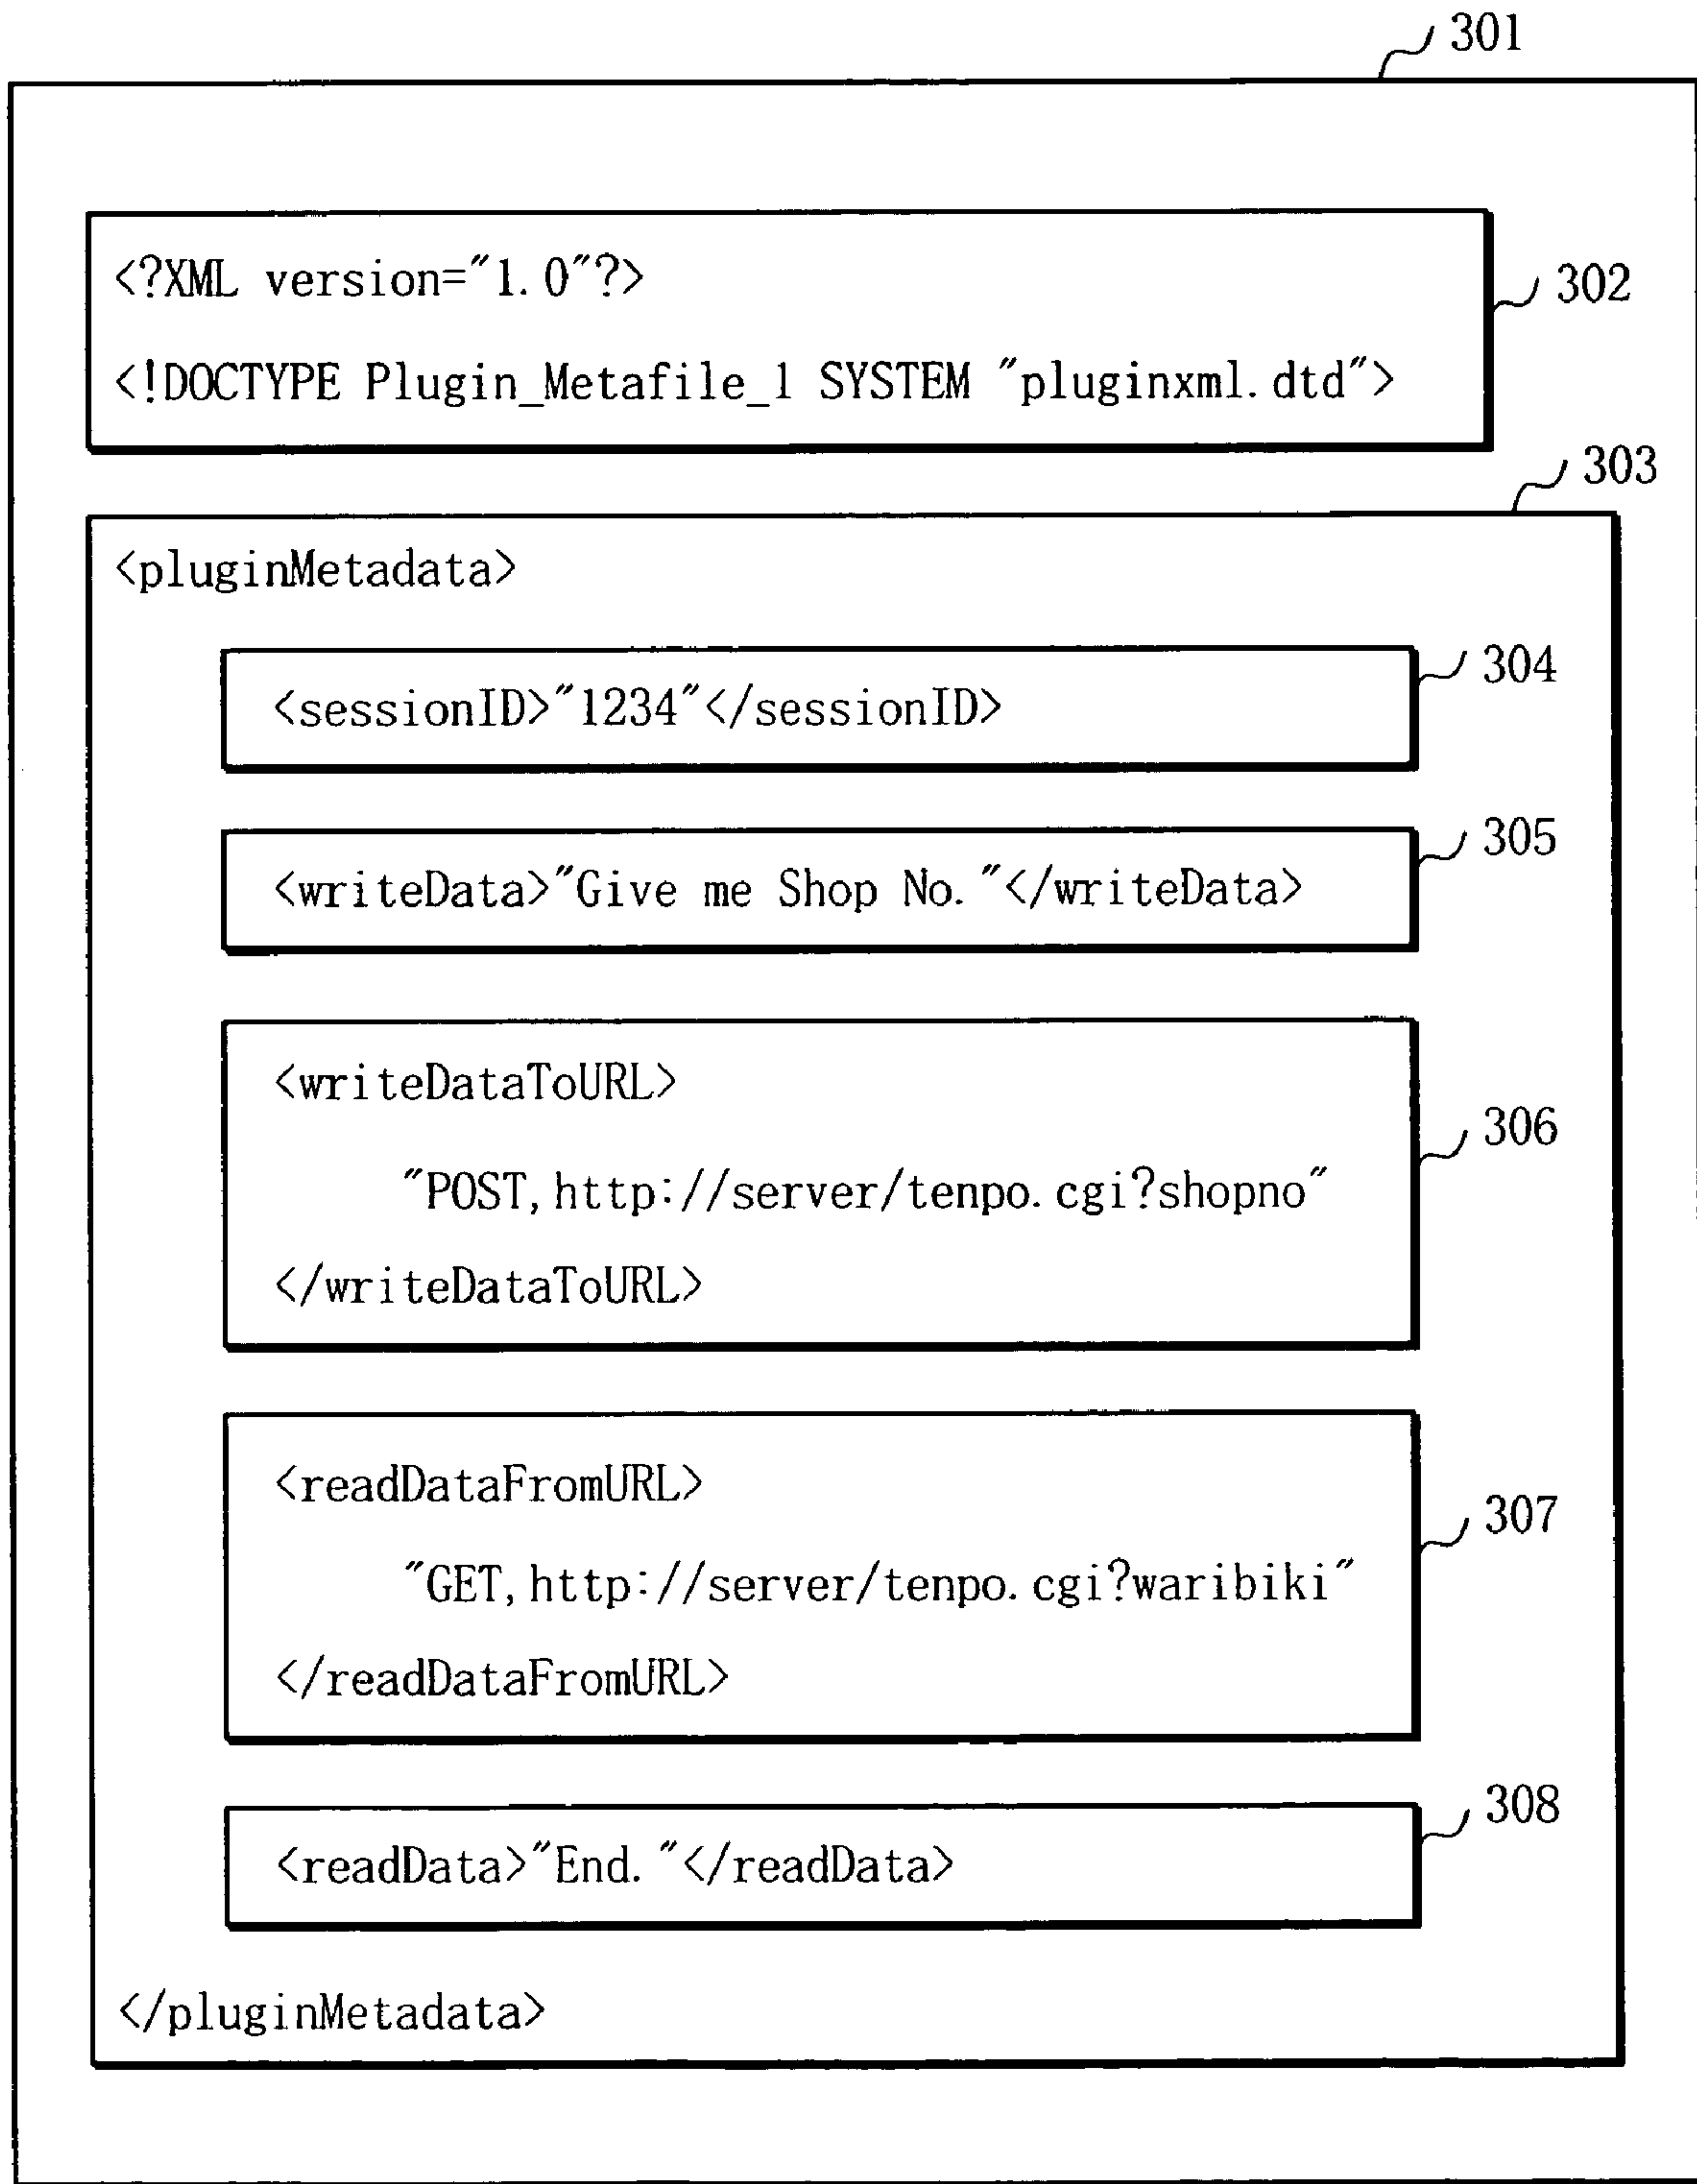 301
<?XML version="1.0"?>
302
<!DOCTYPE Plugin_Metafile_1 SYSTEM "pluginxml.dtd">
303
<pluginMetadata>
304
<sessionID>"1234"</sessionID>
305
<writeData>"Give me Shop No."</writeData>
<writeDataToURL>
306
"POST,http://server/tenpo.cgi?shopno"
</writeDataToURL>
<readDataFromURL>
307
"GET,http://server/tenpo.cgi?waribiki"
</readDataFromURL>
308
<readData>"End."</readData>
</pluginMetadata>